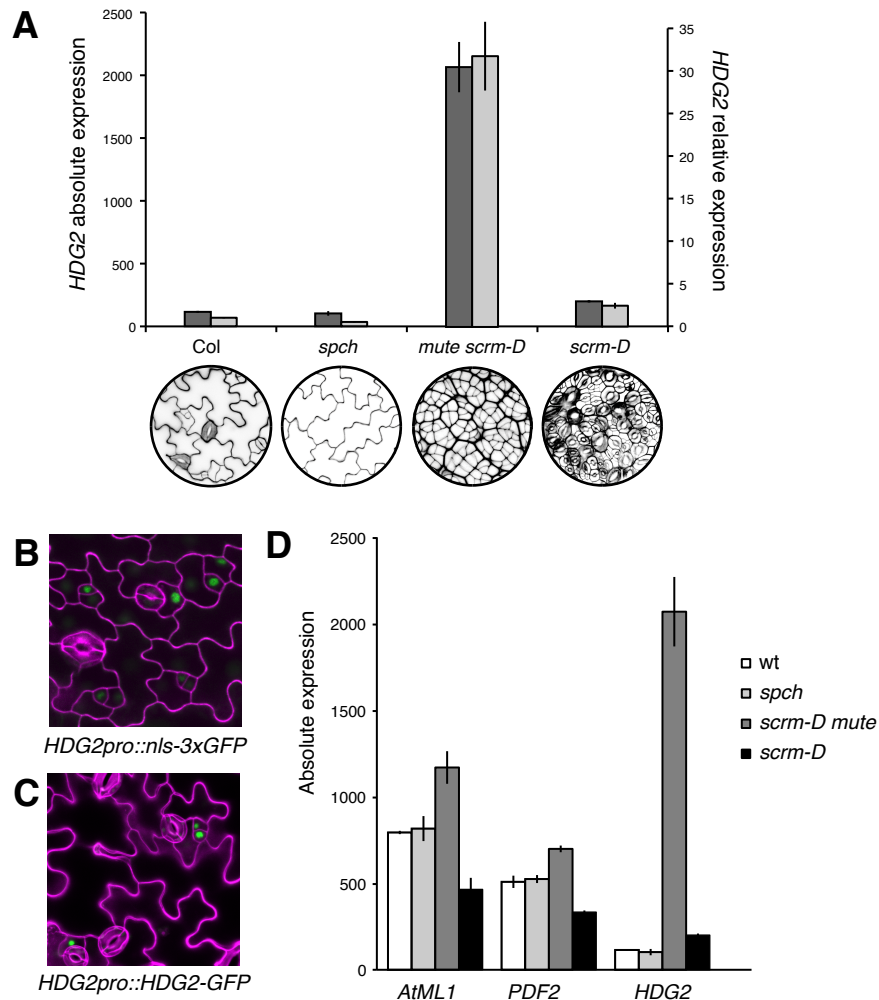 A
2500
2000
1500
1000
500
0
HDG2 absolute expression
35
30
25
20
15
10
5
0
HDG2 relative expression
Col
spch
mute scrm-D
scrm-D
B
HDG2pro::nls-3xGFP
C
HDG2pro::HDG2-GFP
D
2500
2000
1500
1000
500
0
Absolute expression
wt
spch
scrm-D mute
scrm-D
AtML1
PDF2
HDG2